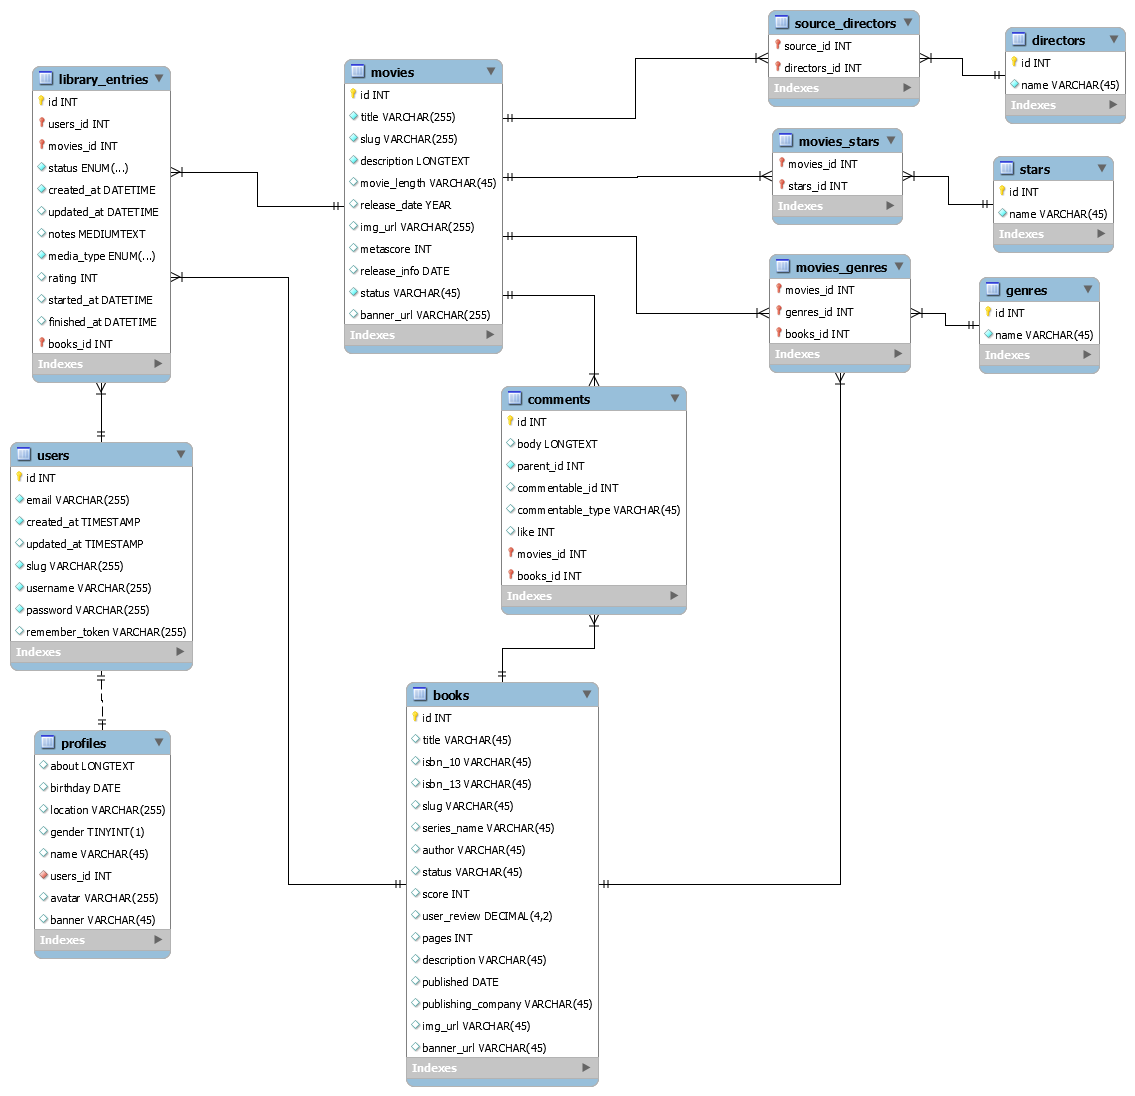 library_entries
id INT
users_id INT
movies_id INT
status ENUM(...)
created_at DATETIME
updated_at DATETIME
notes MEDIUMTEXT
media_type ENUM(...)
rating INT
started_at DATETIME
finished_at DATETIME
books_id INT
Indexes
movies
id INT
title VARCHAR(255)
slug VARCHAR(255)
description LONGTEXT
movie_length VARCHAR(45)
release_date YEAR
img_url VARCHAR(255)
metascore INT
release_info DATE
status VARCHAR(45)
banner_url VARCHAR(255)
Indexes
source_directors
source_id INT
directors_id INT
Indexes
directors
id INT
name VARCHAR(45)
Indexes
movies_stars
movies_id INT
stars_id INT
Indexes
stars
id INT
name VARCHAR(45)
Indexes
movies_genres
movies_id INT
genres_id INT
books_id INT
Indexes
genres
id INT
name VARCHAR(45)
Indexes
comments
id INT
body LONGTEXT
parent_id INT
commentable_id INT
commentable_type VARCHAR(45)
like INT
movies_id INT
books_id INT
Indexes
users
id INT
email VARCHAR(255)
created_at TIMESTAMP
updated_at TIMESTAMP
slug VARCHAR(255)
username VARCHAR(255)
password VARCHAR(255)
remember_token VARCHAR(255)
Indexes
profiles
about LONGTEXT
birthday DATE
location VARCHAR(255)
gender TINYINT(1)
name VARCHAR(45)
users_id INT
avatar VARCHAR(255)
banner VARCHAR(45)
Indexes
books
id INT
title VARCHAR(45)
isbn_10 VARCHAR(45)
isbn_13 VARCHAR(45)
slug VARCHAR(45)
series_name VARCHAR(45)
author VARCHAR(45)
status VARCHAR(45)
score INT
user_review DECIMAL(4,2)
pages INT
description VARCHAR(45)
published DATE
publishing_company VARCHAR(45)
img_url VARCHAR(45)
banner_url VARCHAR(45)
Indexes